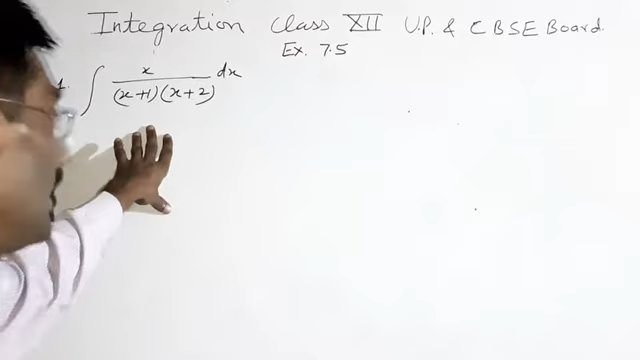 Integration Class XII U.P. & CBSE Board.
Ex. 7.5
1. ∫ x/((x+1)(x+2)) dx